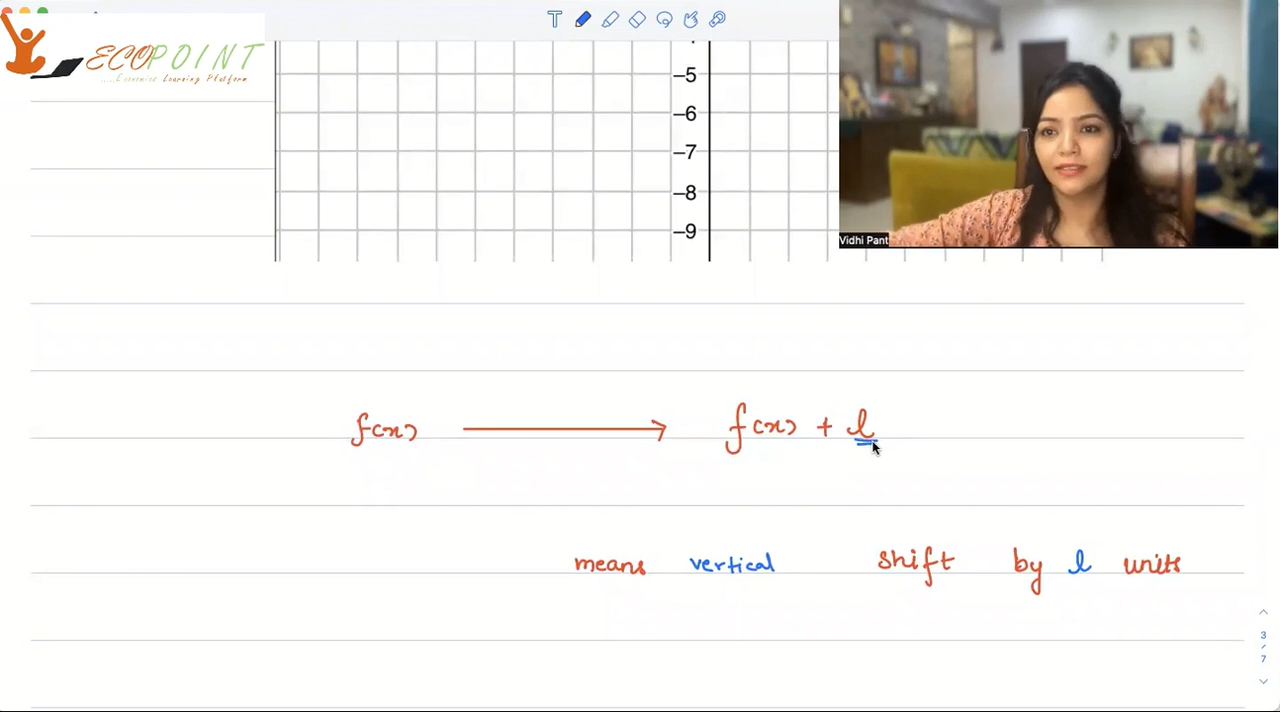 ECOPOINT
.....Economics Learning Platform
T
–5
–6
–7
–8
–9
Vidhi Pant
f(x) ⟶ f(x) + l
means vertical shift by l units
3
7